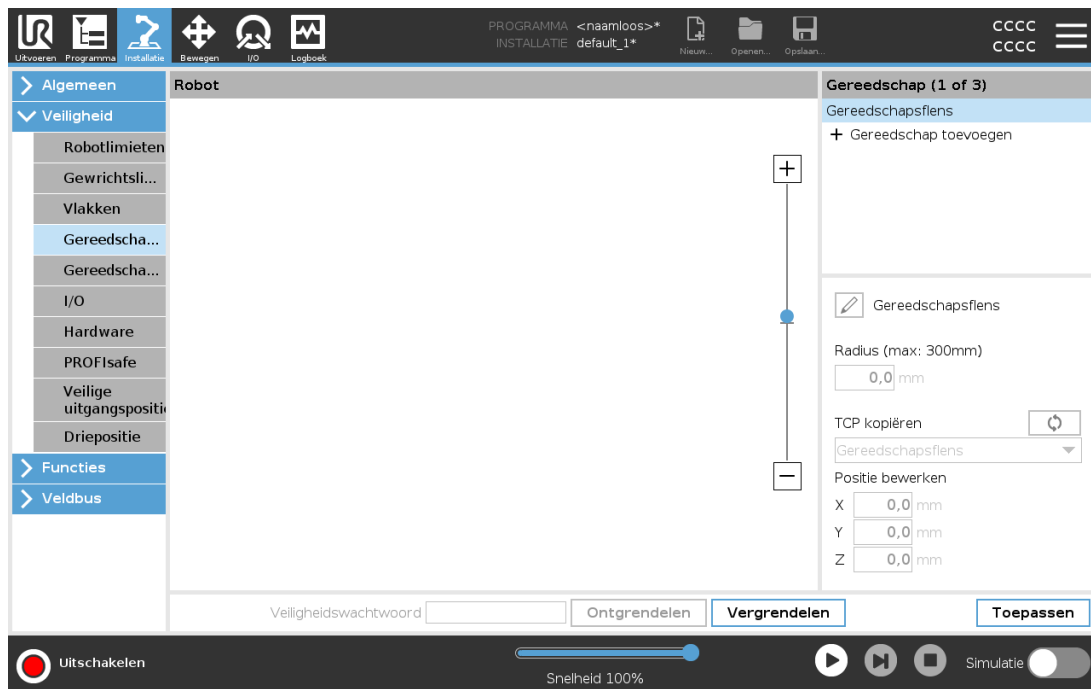 PROGRAMMA <naamloos>*
INSTALLATIE default_1*
Nieuw... Openen... Opslaan...
CCCC
CCCC
Uitvoeren Programma Installatie Bewegen I/O Logboek
Algemeen
Veiligheid
Robotlimieten
Gewrichtsli...
Vlakken
Gereedscha...
Gereedscha...
I/O
Hardware
PROFIsafe
Veilige
uitgangspositie
Driepositie
Functies
Veldbus
Robot
+
−
Gereedschap (1 of 3)
Gereedschapsflens
+ Gereedschap toevoegen
Gereedschapsflens
Radius (max: 300mm)
0,0 mm
TCP kopiëren
Gereedschapsflens
Positie bewerken
X 0,0 mm
Y 0,0 mm
Z 0,0 mm
Veiligheidswachtwoord Ontgrendelen Vergrendelen Toepassen
Uitschakelen
Snelheid 100%
Simulatie